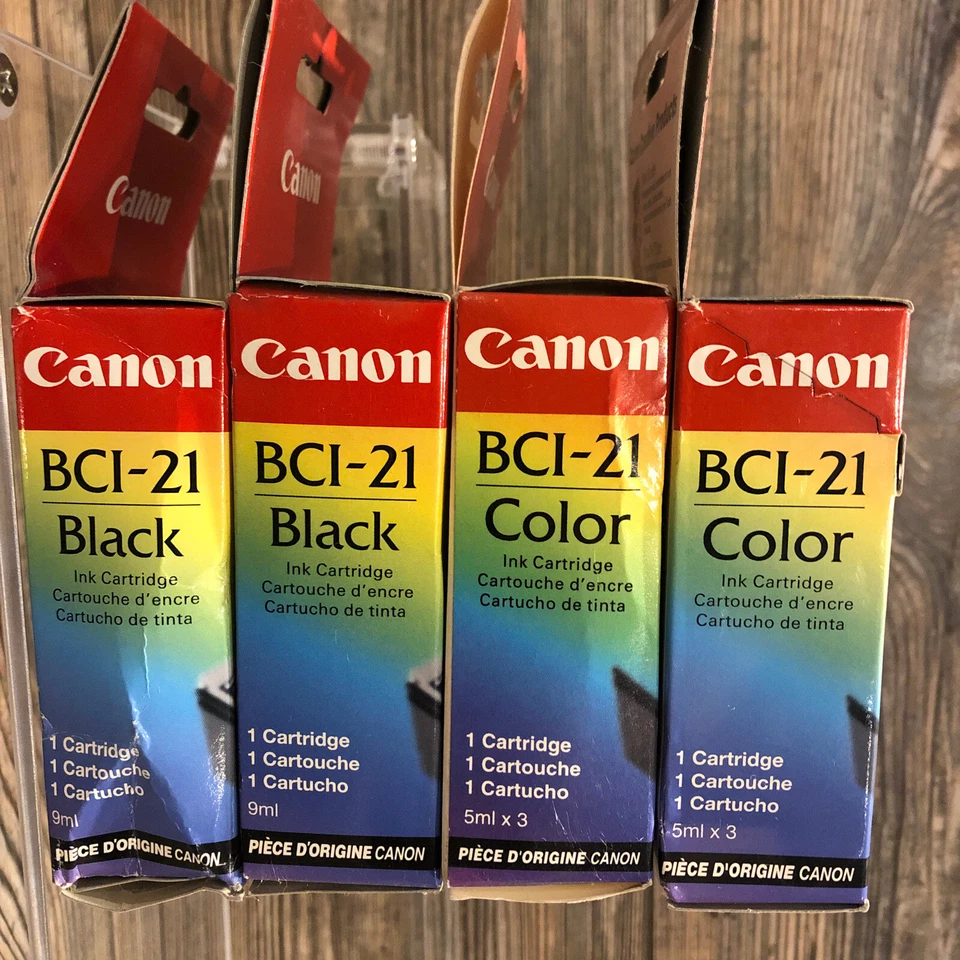 Canon
Canon
Canon
BCI-21
Black
Ink Cartridge
Cartouche d'encre
Cartucho de tinta
1 Cartridge
1 Cartouche
1 Cartucho
9ml
PIÈCE D'ORIGINE CANON
Canon
BCI-21
Black
Ink Cartridge
Cartouche d'encre
Cartucho de tinta
1 Cartridge
1 Cartouche
1 Cartucho
9ml
PIÈCE D'ORIGINE CANON
Canon
BCI-21
Color
Ink Cartridge
Cartouche d'encre
Cartucho de tinta
1 Cartridge
1 Cartouche
1 Cartucho
5ml x 3
PIÈCE D'ORIGINE CANON
Canon
BCI-21
Color
Ink Cartridge
Cartouche d'encre
Cartucho de tinta
1 Cartridge
1 Cartouche
1 Cartucho
5ml x 3
PIÈCE D'ORIGINE CANON